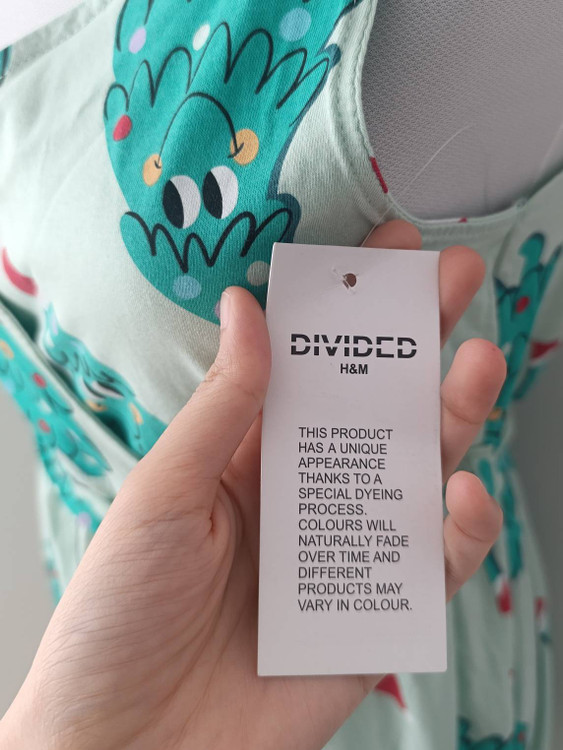 DIVIDED
H&M
THIS PRODUCT
HAS A UNIQUE
APPEARANCE
THANKS TO A
SPECIAL DYEING
PROCESS.
COLOURS WILL
NATURALLY FADE
OVER TIME AND
DIFFERENT
PRODUCTS MAY
VARY IN COLOUR.